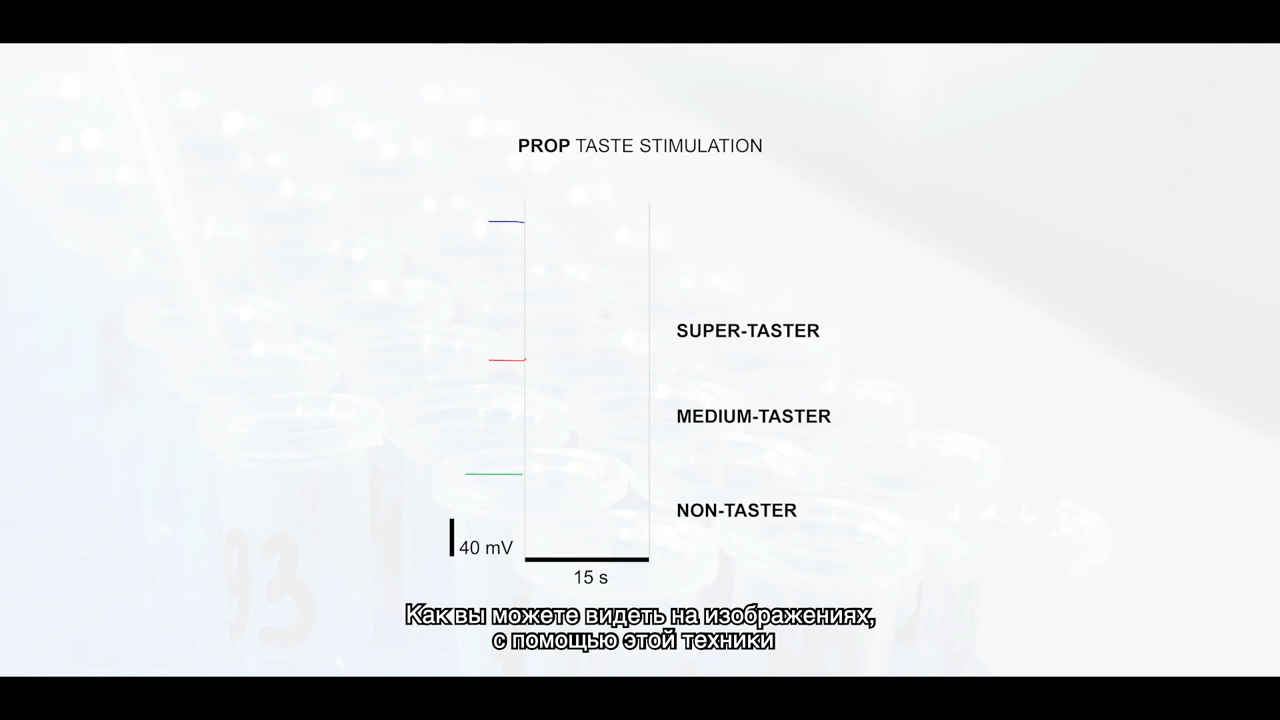 PROP TASTE STIMULATION
SUPER-TASTER
MEDIUM-TASTER
NON-TASTER
40 mV
15 s
93
Как вы можете видеть на изображениях,
с помощью этой техники